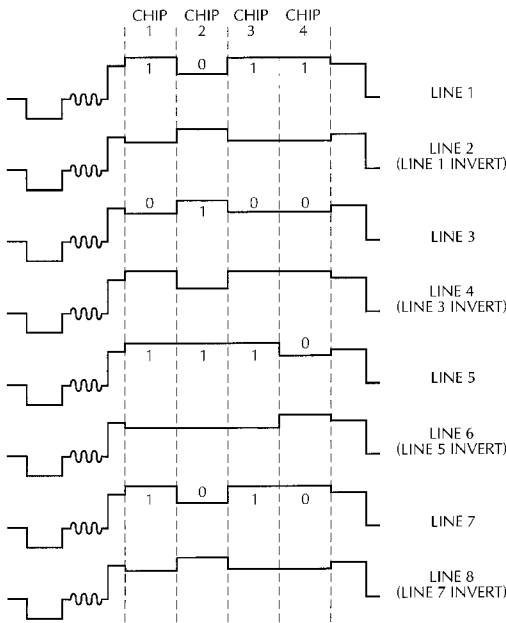 CHIP CHIP CHIP CHIP
1 2 3 4
1 0 1 1
LINE 1
LINE 2
(LINE 1 INVERT)
0 1 0 0
LINE 3
LINE 4
(LINE 3 INVERT)
1 1 1 0
LINE 5
LINE 6
(LINE 5 INVERT)
1 0 1 0
LINE 7
LINE 8
(LINE 7 INVERT)